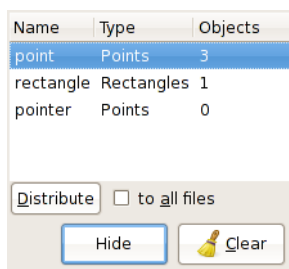 Name Type Objects
point Points 3
rectangle Rectangles 1
pointer Points 0
Distribute to all files
Hide Clear